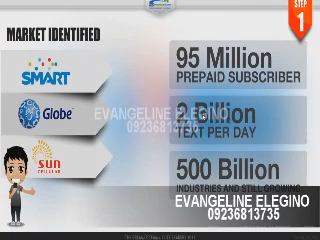 STEP
1
MARKET IDENTIFIED
SMART
Globe
SUN
CELLULAR
95 Million
PREPAID SUBSCRIBER
2 Billion
TEXT PER DAY
500 Billion
INDUSTRIES AND STILL GROWING
EVANGELINE ELEGINO
09236813735
EVANGELINE ELEGINO
09236813735